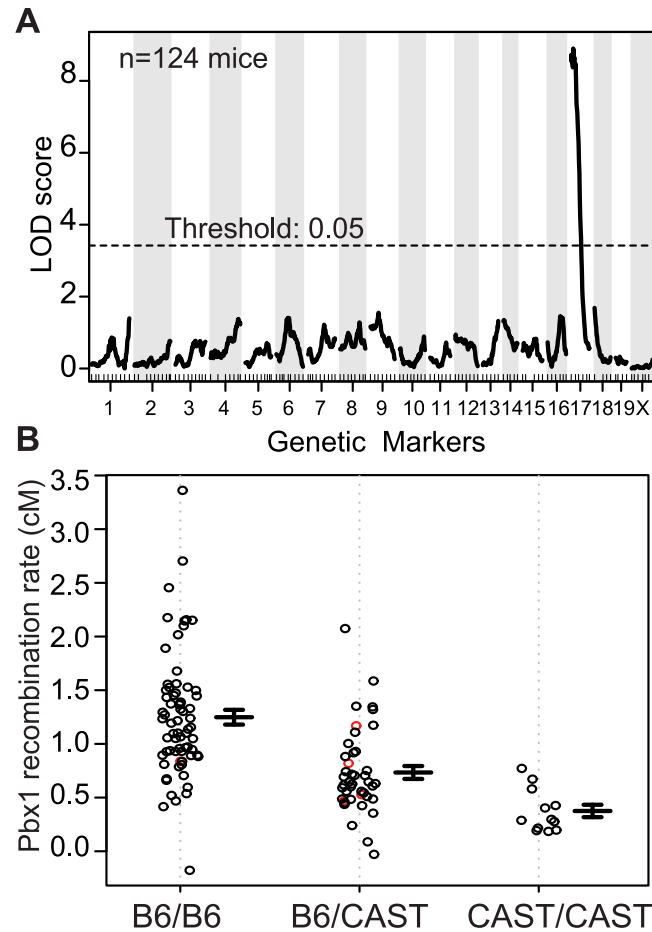 A
n=124 mice
8
6
4
2
0
LOD score
Threshold: 0.05
1 2 3 4 5 6 7 8 9 10 11 12 13 14 15 16 17 18 19 X
Genetic Markers
B
3.5
3.0
2.5
2.0
1.5
1.0
0.5
0.0
Pbx1 recombination rate (cM)
B6/B6 B6/CAST CAST/CAST